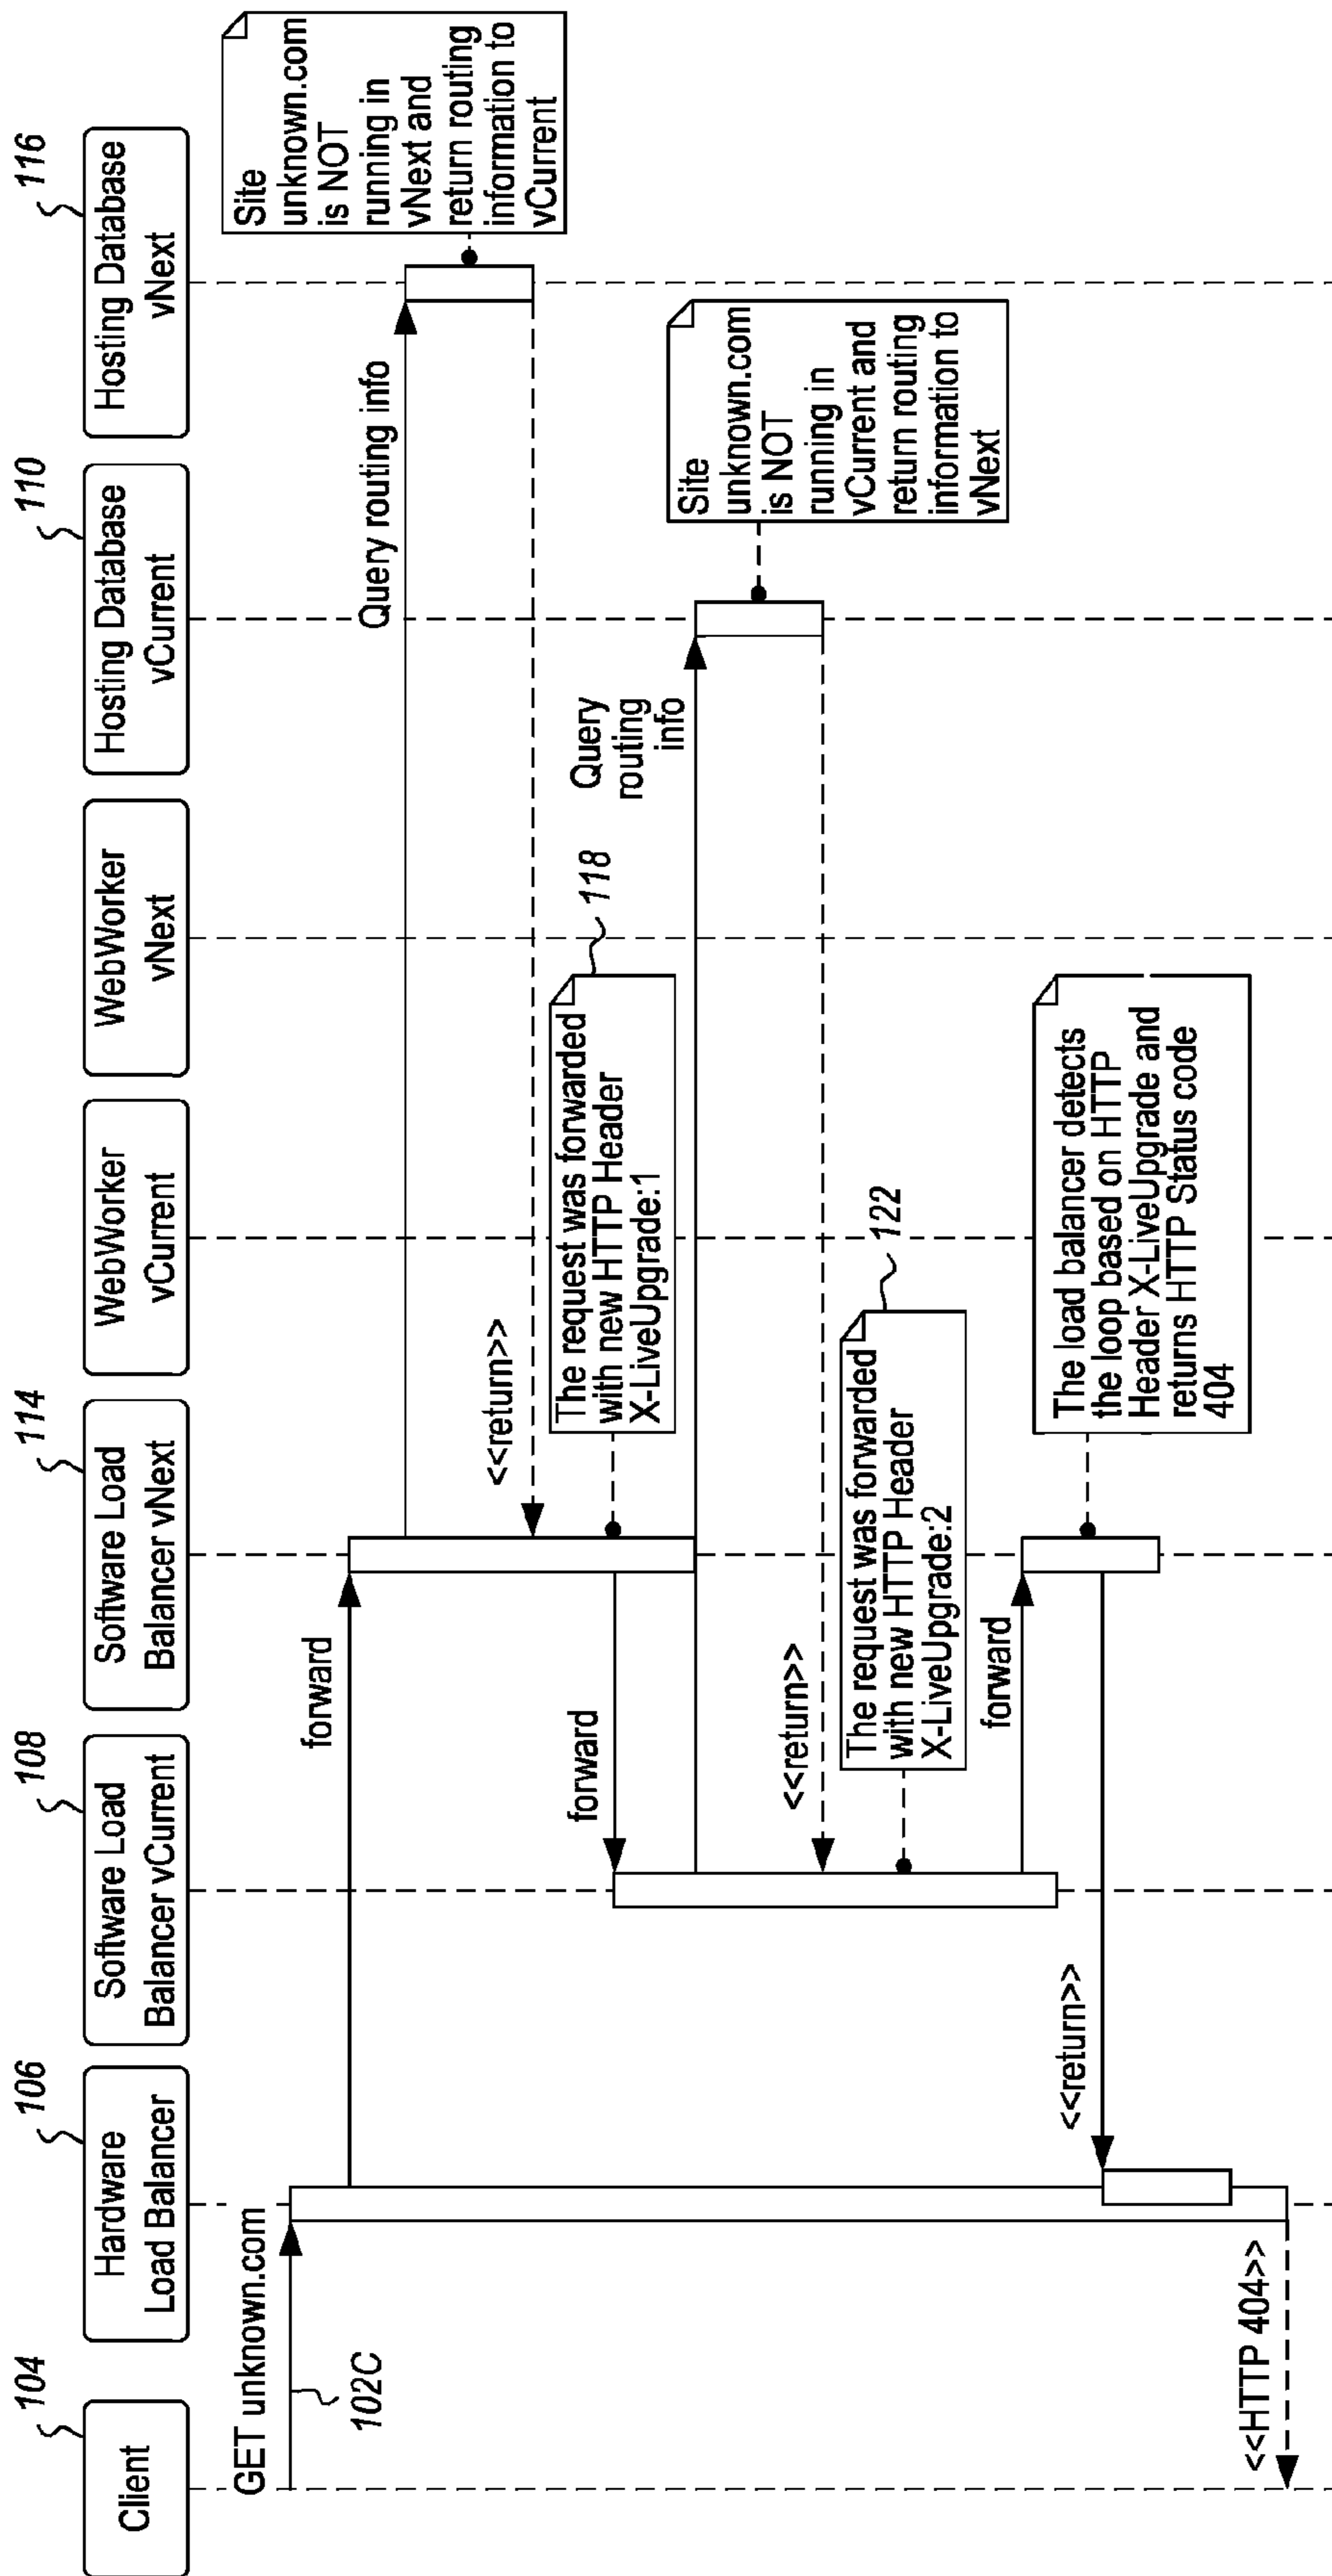 104
Client
106
Hardware
Load Balancer
108
Software Load
Balancer vCurrent
114
Software Load
Balancer vNext
WebWorker
vCurrent
WebWorker
vNext
110
Hosting Database
vCurrent
116
Hosting Database
vNext
GET unknown.com
102C
forward
Query routing info
Site
unknown.com
is NOT
running in
vNext and
return routing
information to
vCurrent
<<return>>
The request was forwarded
with new HTTP Header
X-LiveUpgrade:1
118
forward
Query
routing
info
Site
unknown.com
is NOT
running in
vCurrent and
return routing
information to
vNext
<<return>>
The request was forwarded
with new HTTP Header
X-LiveUpgrade:2
122
forward
The load balancer detects
the loop based on HTTP
Header X-LiveUpgrade and
returns HTTP Status code
404
<<return>>
<<HTTP 404>>